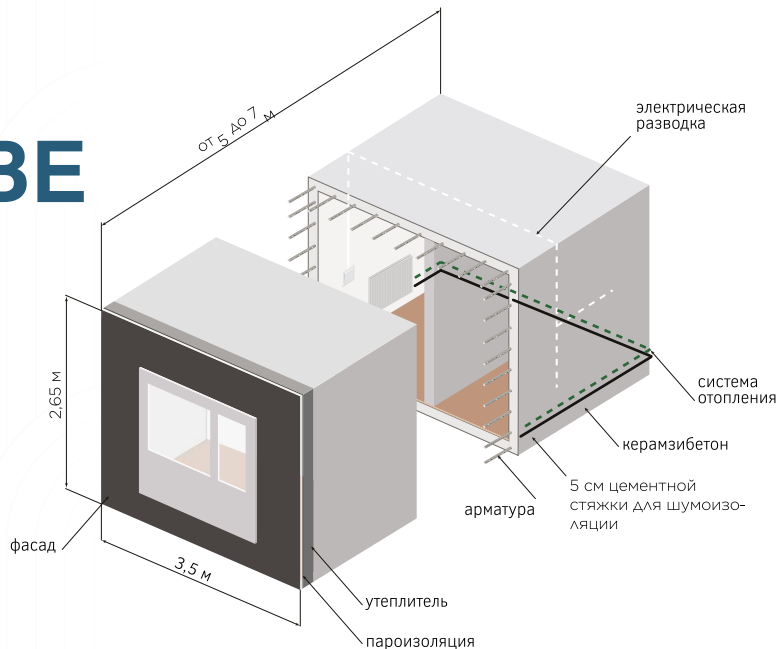 ВЕ
от 5 до 7 м
электрическая
разводка
2,65 м
система
отопления
керамзибетон
5 см цементной
стяжки для шумоизо-
ляции
арматура
фасад
3,5 м
утеплитель
пароизоляция